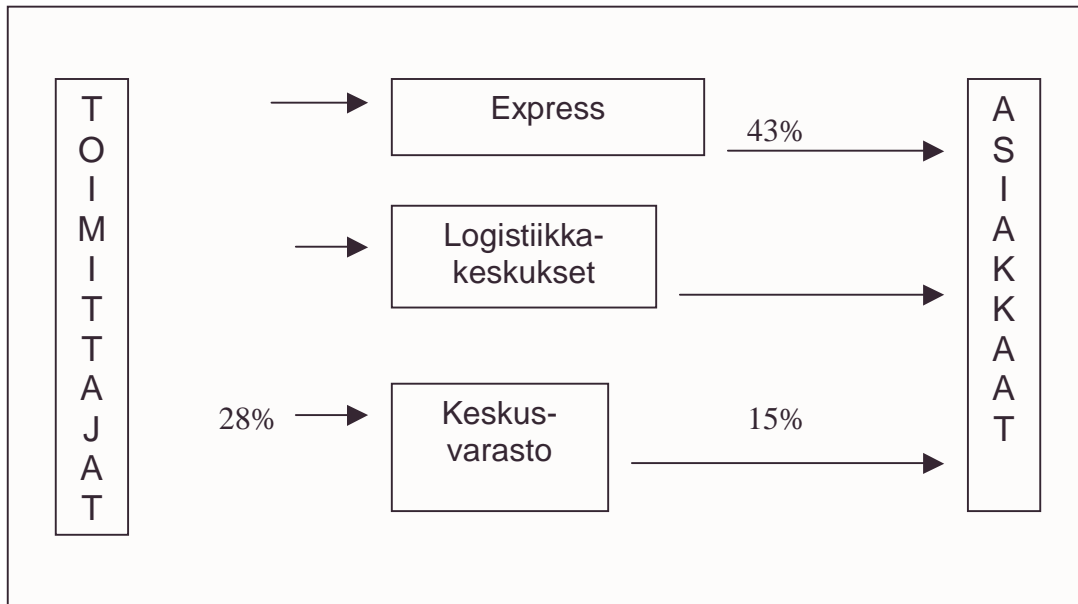 TOIMITTAJAT
Express
43%
Logistiikka-
keskukset
28%
Keskus-
varasto
15%
ASIAKKAAT